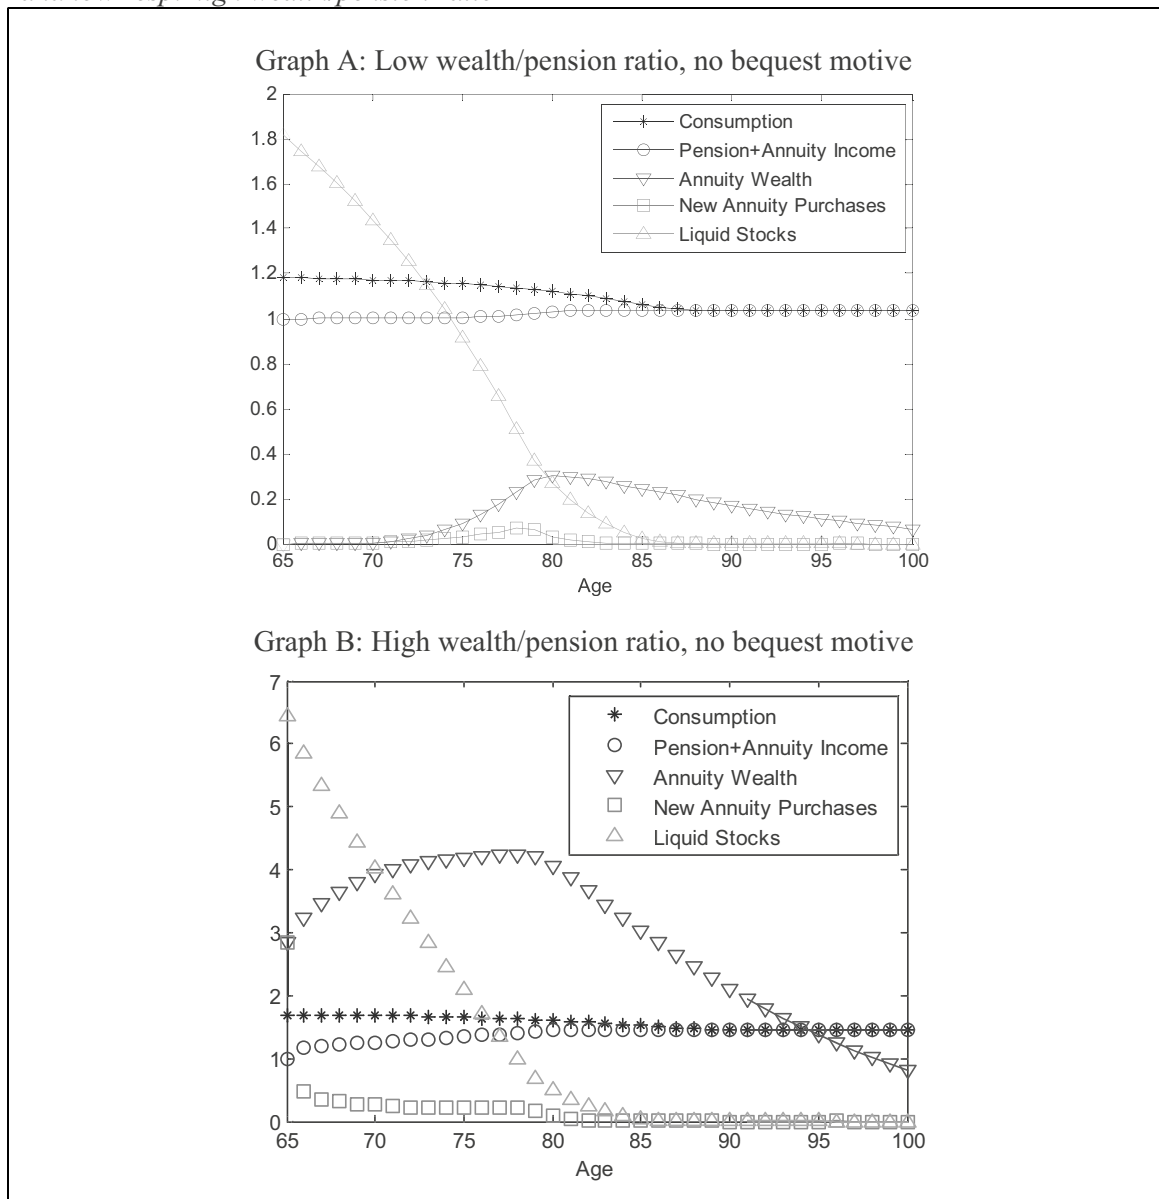 Graph A: Low wealth/pension ratio, no bequest motive
2
1.8
1.6
1.4
1.2
1
0.8
0.6
0.4
0.2
0
Consumption
Pension+Annuity Income
Annuity Wealth
New Annuity Purchases
Liquid Stocks
65 70 75 80 85 90 95 100
Age
Graph B: High wealth/pension ratio, no bequest motive
7
6
5
4
3
2
1
0
Consumption
Pension+Annuity Income
Annuity Wealth
New Annuity Purchases
Liquid Stocks
65 70 75 80 85 90 95 100
Age